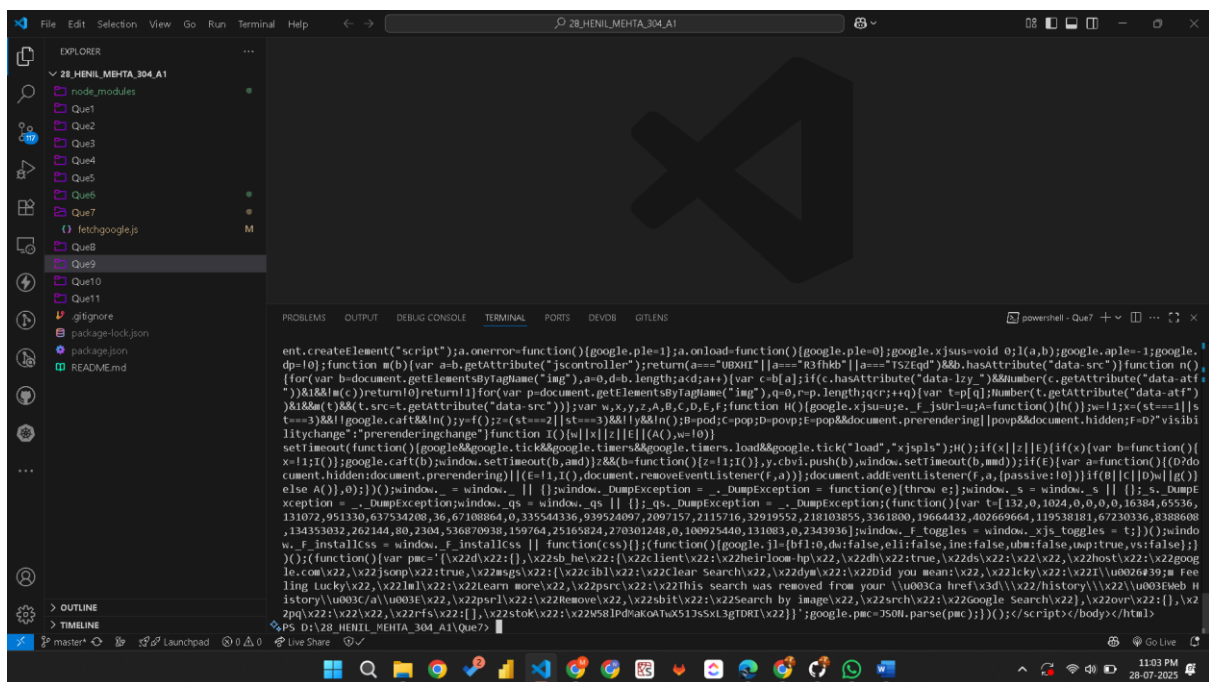 File Edit Selection View Go Run Terminal Help
28_HENIL_MEHTA_304_A1
EXPLORER
28_HENIL_MEHTA_304_A1
node_modules
Que1
Que2
Que3
Que4
Que5
Que6
Que7
fetchgoogle.js M
Que8
Que9
Que10
Que11
.gitignore
package-lock.json
package.json
README.md
OUTLINE
TIMELINE
117
PROBLEMS OUTPUT DEBUG CONSOLE TERMINAL PORTS DEVDB GITLENS
powershell - Que7
ent.createElement("script");a.onerror=function(){google.ple=1};a.onload=function(){google.ple=0};google.xjsus=void 0;l(a,b);google.aple=-1;google.
dp=!0};function m(b){var a=b.getAttribute("jscontroller");return(a==="UBXHI"||a==="R3fhkb"||a==="TSZEqd")&&b.hasAttribute("data-src")}function n()
{for(var b=document.getElementsByTagName("img"),a=0,d=b.length;a<d;a++){var c=b[a];if(c.hasAttribute("data-lzy_")&&Number(c.getAttribute("data-atf
"))&1&&!m(c))return!0}return!1}for(var p=document.getElementsByTagName("img"),q=0,r=p.length;q<r;++q){var t=p[q];Number(t.getAttribute("data-atf")
)&1&&m(t)&&(t.src=t.getAttribute("data-src"))};var w,x,y,z,A,B,C,D,E,F;function H(){google.xjsu=u;e._F_jsUrl=u;A=function(){h()};w=!1;x=(st===1||s
t===3)&&!!google.caft&&!n();y=f();z=(st===2||st===3)&&!!y&&!n();B=pod;C=pop;D=povp;E=pop&&document.prerendering||povp&&document.hidden;F=D?"visibi
litychange":"prerenderingchange"}function I(){w||x||z||E||(A(),w=!0)}
setTimeout(function(){google&&google.tick&&google.timers&&google.timers.load&&google.tick("load","xjspls");H();if(x||z||E){if(x){var b=function(){
x=!1;I()};google.caft(b);window.setTimeout(b,amd)}z&&(b=function(){z=!1;I()},y.cbvi.push(b),window.setTimeout(b,mmd));if(E){var a=function(){(D?do
cument.hidden:document.prerendering)||(E=!1,I(),document.removeEventListener(F,a))};document.addEventListener(F,a,{passive:!0})}if(B||C||D)w||g()}
else A()},0);})();window._ = window._ || {};window._DumpException = _._DumpException = function(e){throw e;};window._s = window._s || {};_s._DumpE
xception = _._DumpException;window._qs = window._qs || {};_qs._DumpException = _._DumpException;(function(){var t=[132,0,1024,0,0,0,0,16384,65536,
131072,951330,637534208,36,67108864,0,335544336,939524097,2097157,2115716,32919552,218103855,3361800,19664432,402669664,119538181,67230336,8388608
,134353032,262144,80,2304,536870938,159764,25165824,270301248,0,100925440,131083,0,2343936];window._F_toggles = window._xjs_toggles = t;})();windo
w._F_installCss = window._F_installCss || function(css){};(function(){google.jl={bfl:0,dw:false,eli:false,ine:false,ubm:false,uwp:true,vs:false};}
)();(function(){var pmc='{\x22d\x22:{},\x22sb_he\x22:{\x22client\x22:\x22heirloom-hp\x22,\x22dh\x22:true,\x22ds\x22:\x22\x22,\x22host\x22:\x22goog
le.com\x22,\x22jsonp\x22:true,\x22msgs\x22:{\x22cibl\x22:\x22Clear Search\x22,\x22dym\x22:\x22Did you mean:\x22,\x22lcky\x22:\x22I\\u0026#39;m Fee
ling Lucky\x22,\x22lml\x22:\x22Learn more\x22,\x22psrc\x22:\x22This search was removed from your \\u003Ca href\x3d\\\x22/history\\\x22\\u003EWeb H
istory\\u003C/a\\u003E\x22,\x22psrl\x22:\x22Remove\x22,\x22sbit\x22:\x22Search by image\x22,\x22srch\x22:\x22Google Search\x22},\x22ovr\x22:{},\x2
2pq\x22:\x22\x22,\x22rfs\x22:[],\x22stok\x22:\x22W58lPdMaKoATwX51JsSxL3gTDRI\x22}}';google.pmc=JSON.parse(pmc);})();</script></body></html>
PS D:\28_HENIL_MEHTA_304_A1\Que7>
master* Launchpad 0 0 Live Share Go Live
11:03 PM
28-07-2025